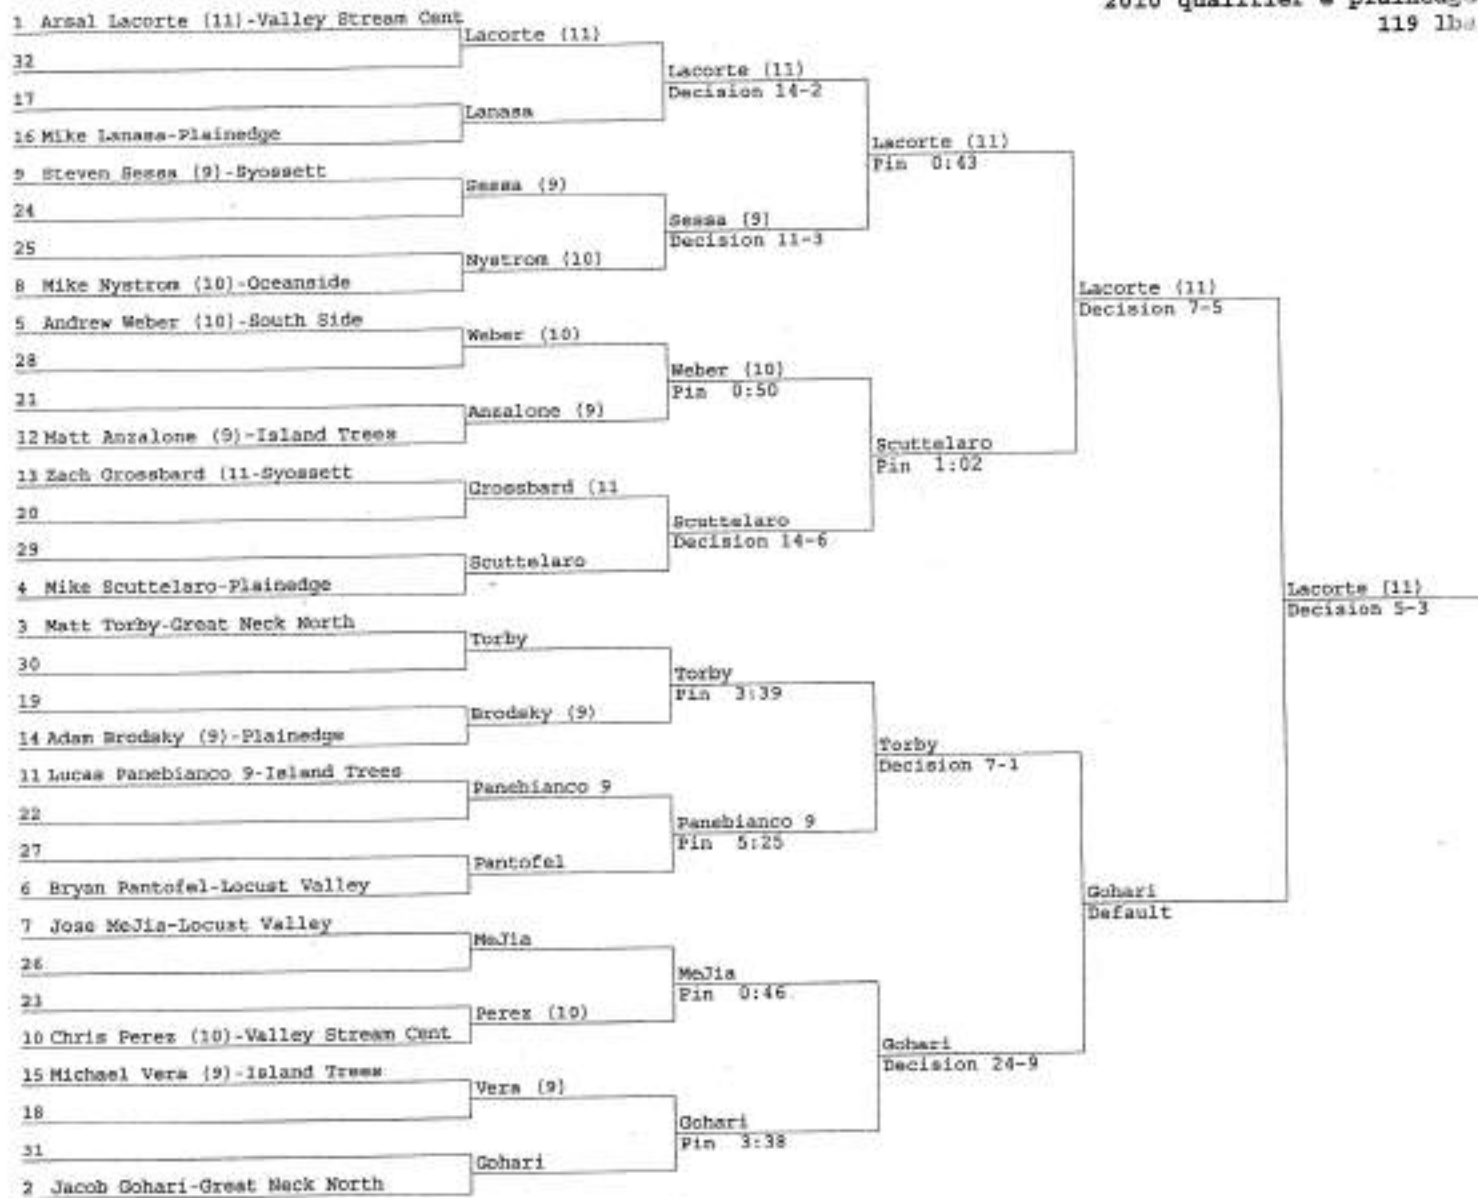 2010 qualifier @ plainedge
119 lbs
1 Arsal Lacorte (11)-Valley Stream Cent
32
17
16 Mike Lanasa-Plainedge
9 Steven Sessa (9)-Syossett
24
25
8 Mike Nystrom (10)-Oceanside
5 Andrew Weber (10)-South Side
28
21
12 Matt Anzalone (9)-Island Trees
13 Zach Grossbard (11-Syossett
20
29
4 Mike Scuttelaro-Plainedge
3 Matt Torby-Great Neck North
30
19
14 Adam Brodsky (9)-Plainedge
11 Lucas Panebianco 9-Island Trees
22
27
6 Bryan Pantofel-Locust Valley
7 Jose MeJia-Locust Valley
26
23
10 Chris Perez (10)-Valley Stream Cent
15 Michael Vera (9)-Island Trees
18
31
2 Jacob Gohari-Great Neck North
Lacorte (11)
Lanasa
Sessa (9)
Nystrom (10)
Weber (10)
Anzalone (9)
Grossbard (11
Scuttelaro
Torby
Brodsky (9)
Panebianco 9
Pantofel
MeJia
Perez (10)
Vera (9)
Gohari
Lacorte (11)
Decision 14-2
Sessa (9)
Decision 11-3
Weber (10)
Pin 0:50
Scuttelaro
Decision 14-6
Torby
Pin 3:39
Panebianco 9
Pin 5:25
MeJia
Pin 0:46
Gohari
Pin 3:38
Lacorte (11)
Pin 0:43
Scuttelaro
Pin 1:02
Torby
Decision 7-1
Gohari
Decision 24-9
Lacorte (11)
Decision 7-5
Gohari
Default
Lacorte (11)
Decision 5-3